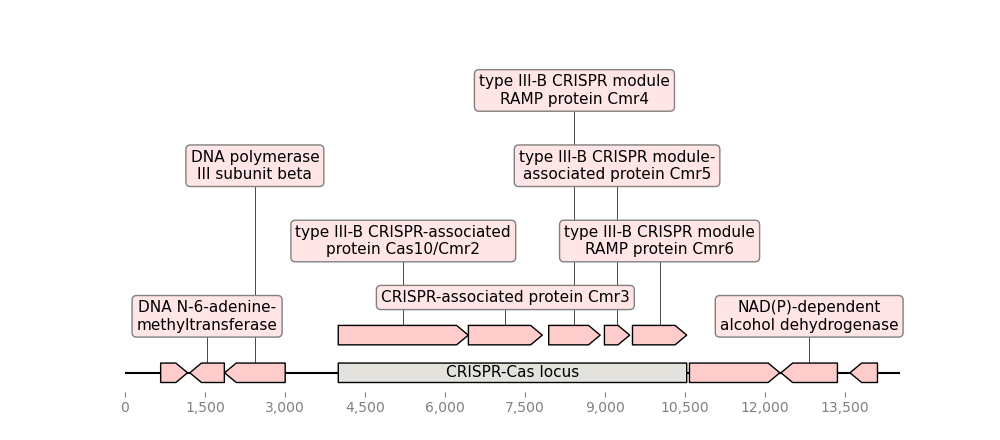 type III-B CRISPR module
RAMP protein Cmr4
DNA polymerase
III subunit beta
type III-B CRISPR module-
associated protein Cmr5
type III-B CRISPR-associated
protein Cas10/Cmr2
type III-B CRISPR module
RAMP protein Cmr6
CRISPR-associated protein Cmr3
DNA N-6-adenine-
methyltransferase
NAD(P)-dependent
alcohol dehydrogenase
CRISPR-Cas locus
0 1,500 3,000 4,500 6,000 7,500 9,000 10,500 12,000 13,500